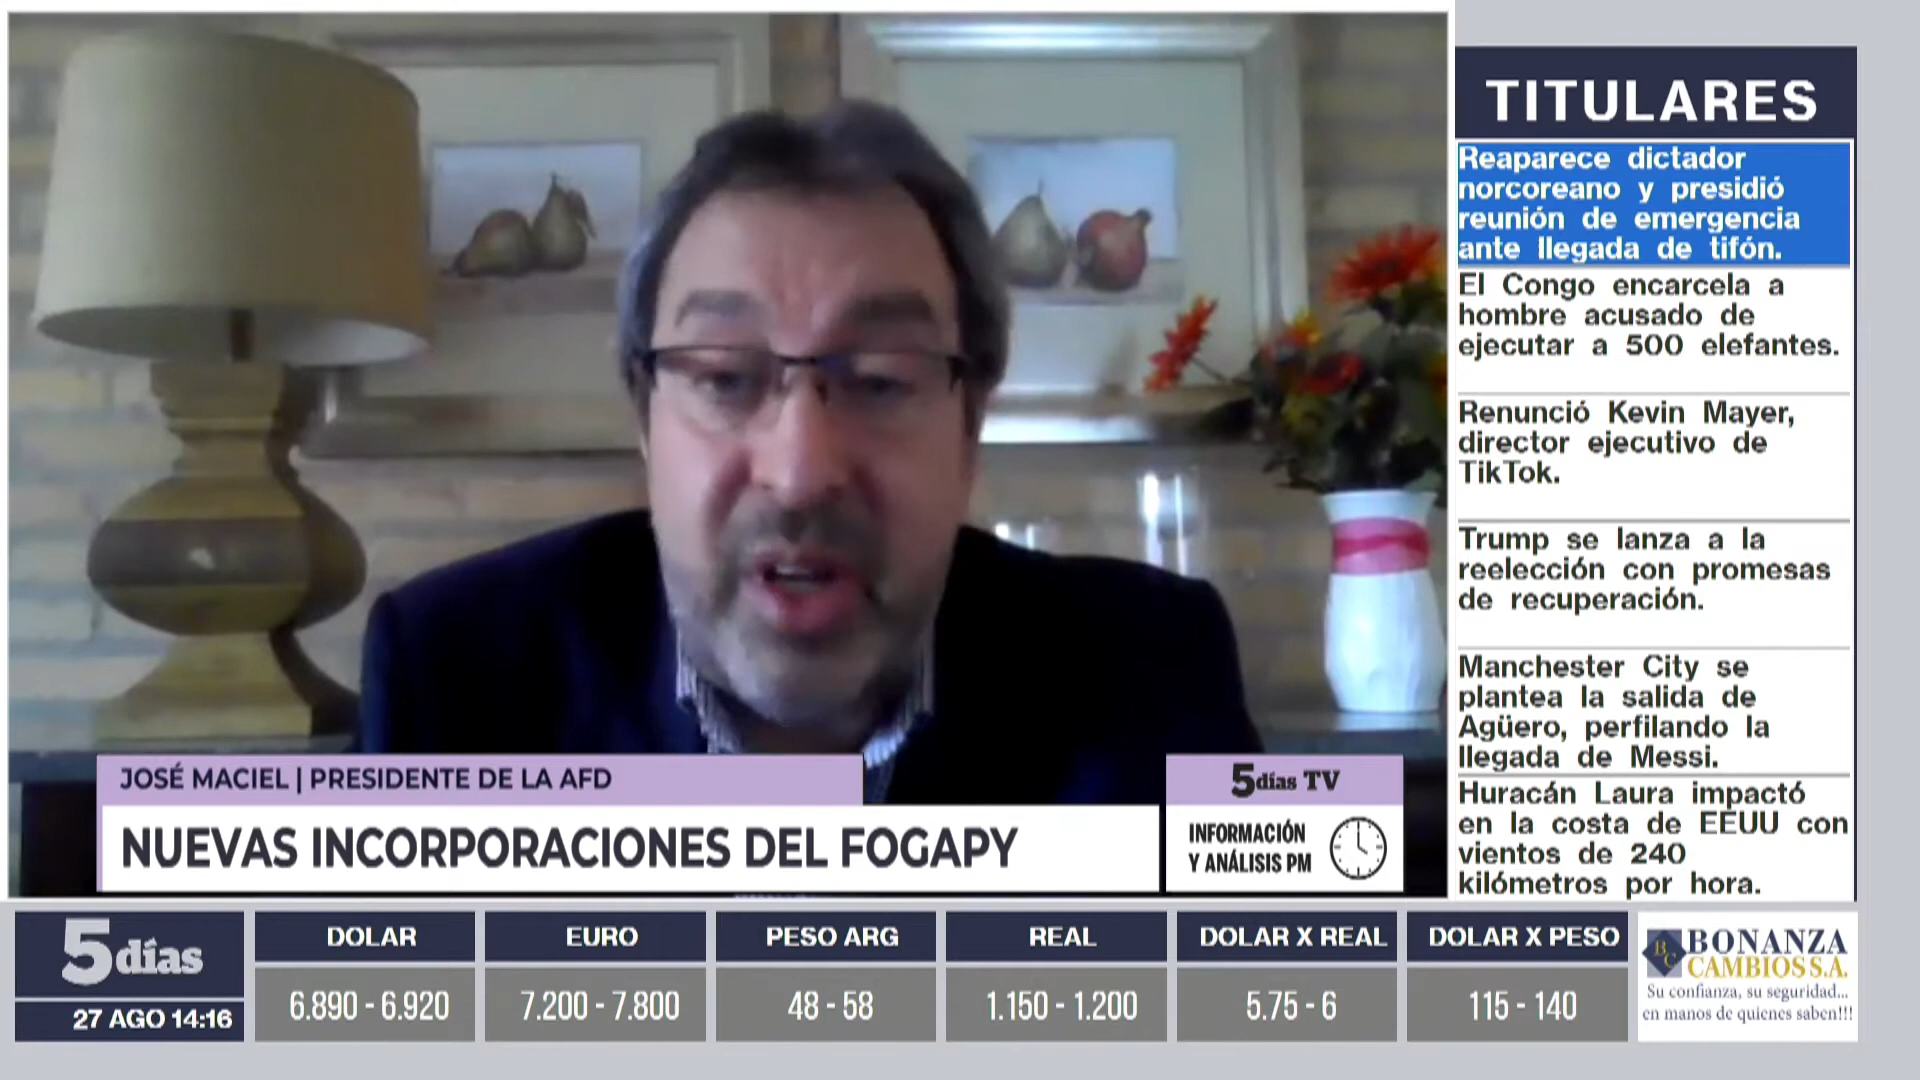 TITULARES
Reaparece dictador
norcoreano y presidió
reunión de emergencia
ante llegada de tifón.
El Congo encarcela a
hombre acusado de
ejecutar a 500 elefantes.
Renunció Kevin Mayer,
director ejecutivo de
TikTok.
Trump se lanza a la
reelección con promesas
de recuperación.
Manchester City se
plantea la salida de
Agüero, perfilando la
llegada de Messi.
Huracán Laura impactó
en la costa de EEUU con
vientos de 240
kilómetros por hora.
JOSÉ MACIEL | PRESIDENTE DE LA AFD
NUEVAS INCORPORACIONES DEL FOGAPY
5días TV
INFORMACIÓN
Y ANÁLISIS PM
5días
27 AGO 14:16
DOLAR
6.890 - 6.920
EURO
7.200 - 7.800
PESO ARG
48 - 58
REAL
1.150 - 1.200
DOLAR X REAL
5.75 - 6
DOLAR X PESO
115 - 140
BC
BONANZA
CAMBIOS S.A.
Su confianza, su seguridad...
en manos de quienes saben!!!